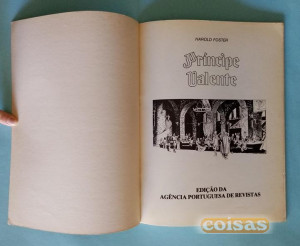 HAROLD FOSTER
Príncipe
Valente
EDIÇÃO DA
AGÊNCIA PORTUGUESA DE REVISTAS
coisas